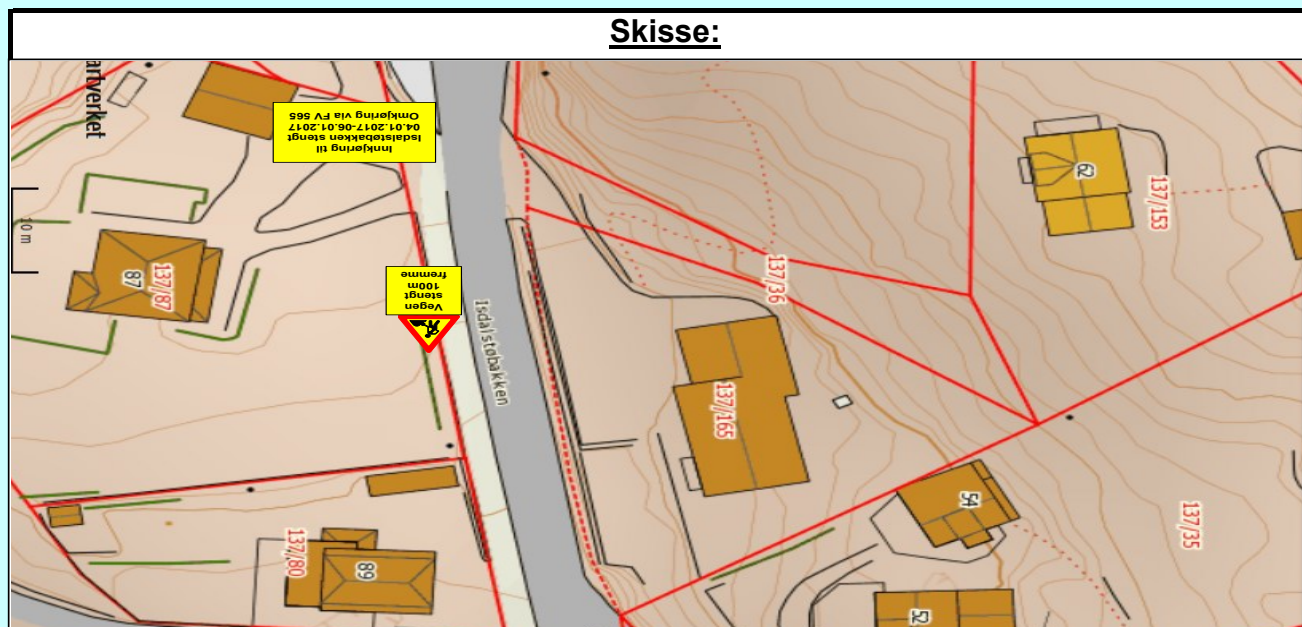 Skisse:
artverket
Innkjøring til
Isdalstøbakken stengt
04.01.2017-06.01.2017
Omkjøring via FV 565
10 m
87
137/87
Vegen
stengt
100m
fremme
Isdalstøbakken
137/36
62
137/153
137/165
54
137/35
137/80
89
52